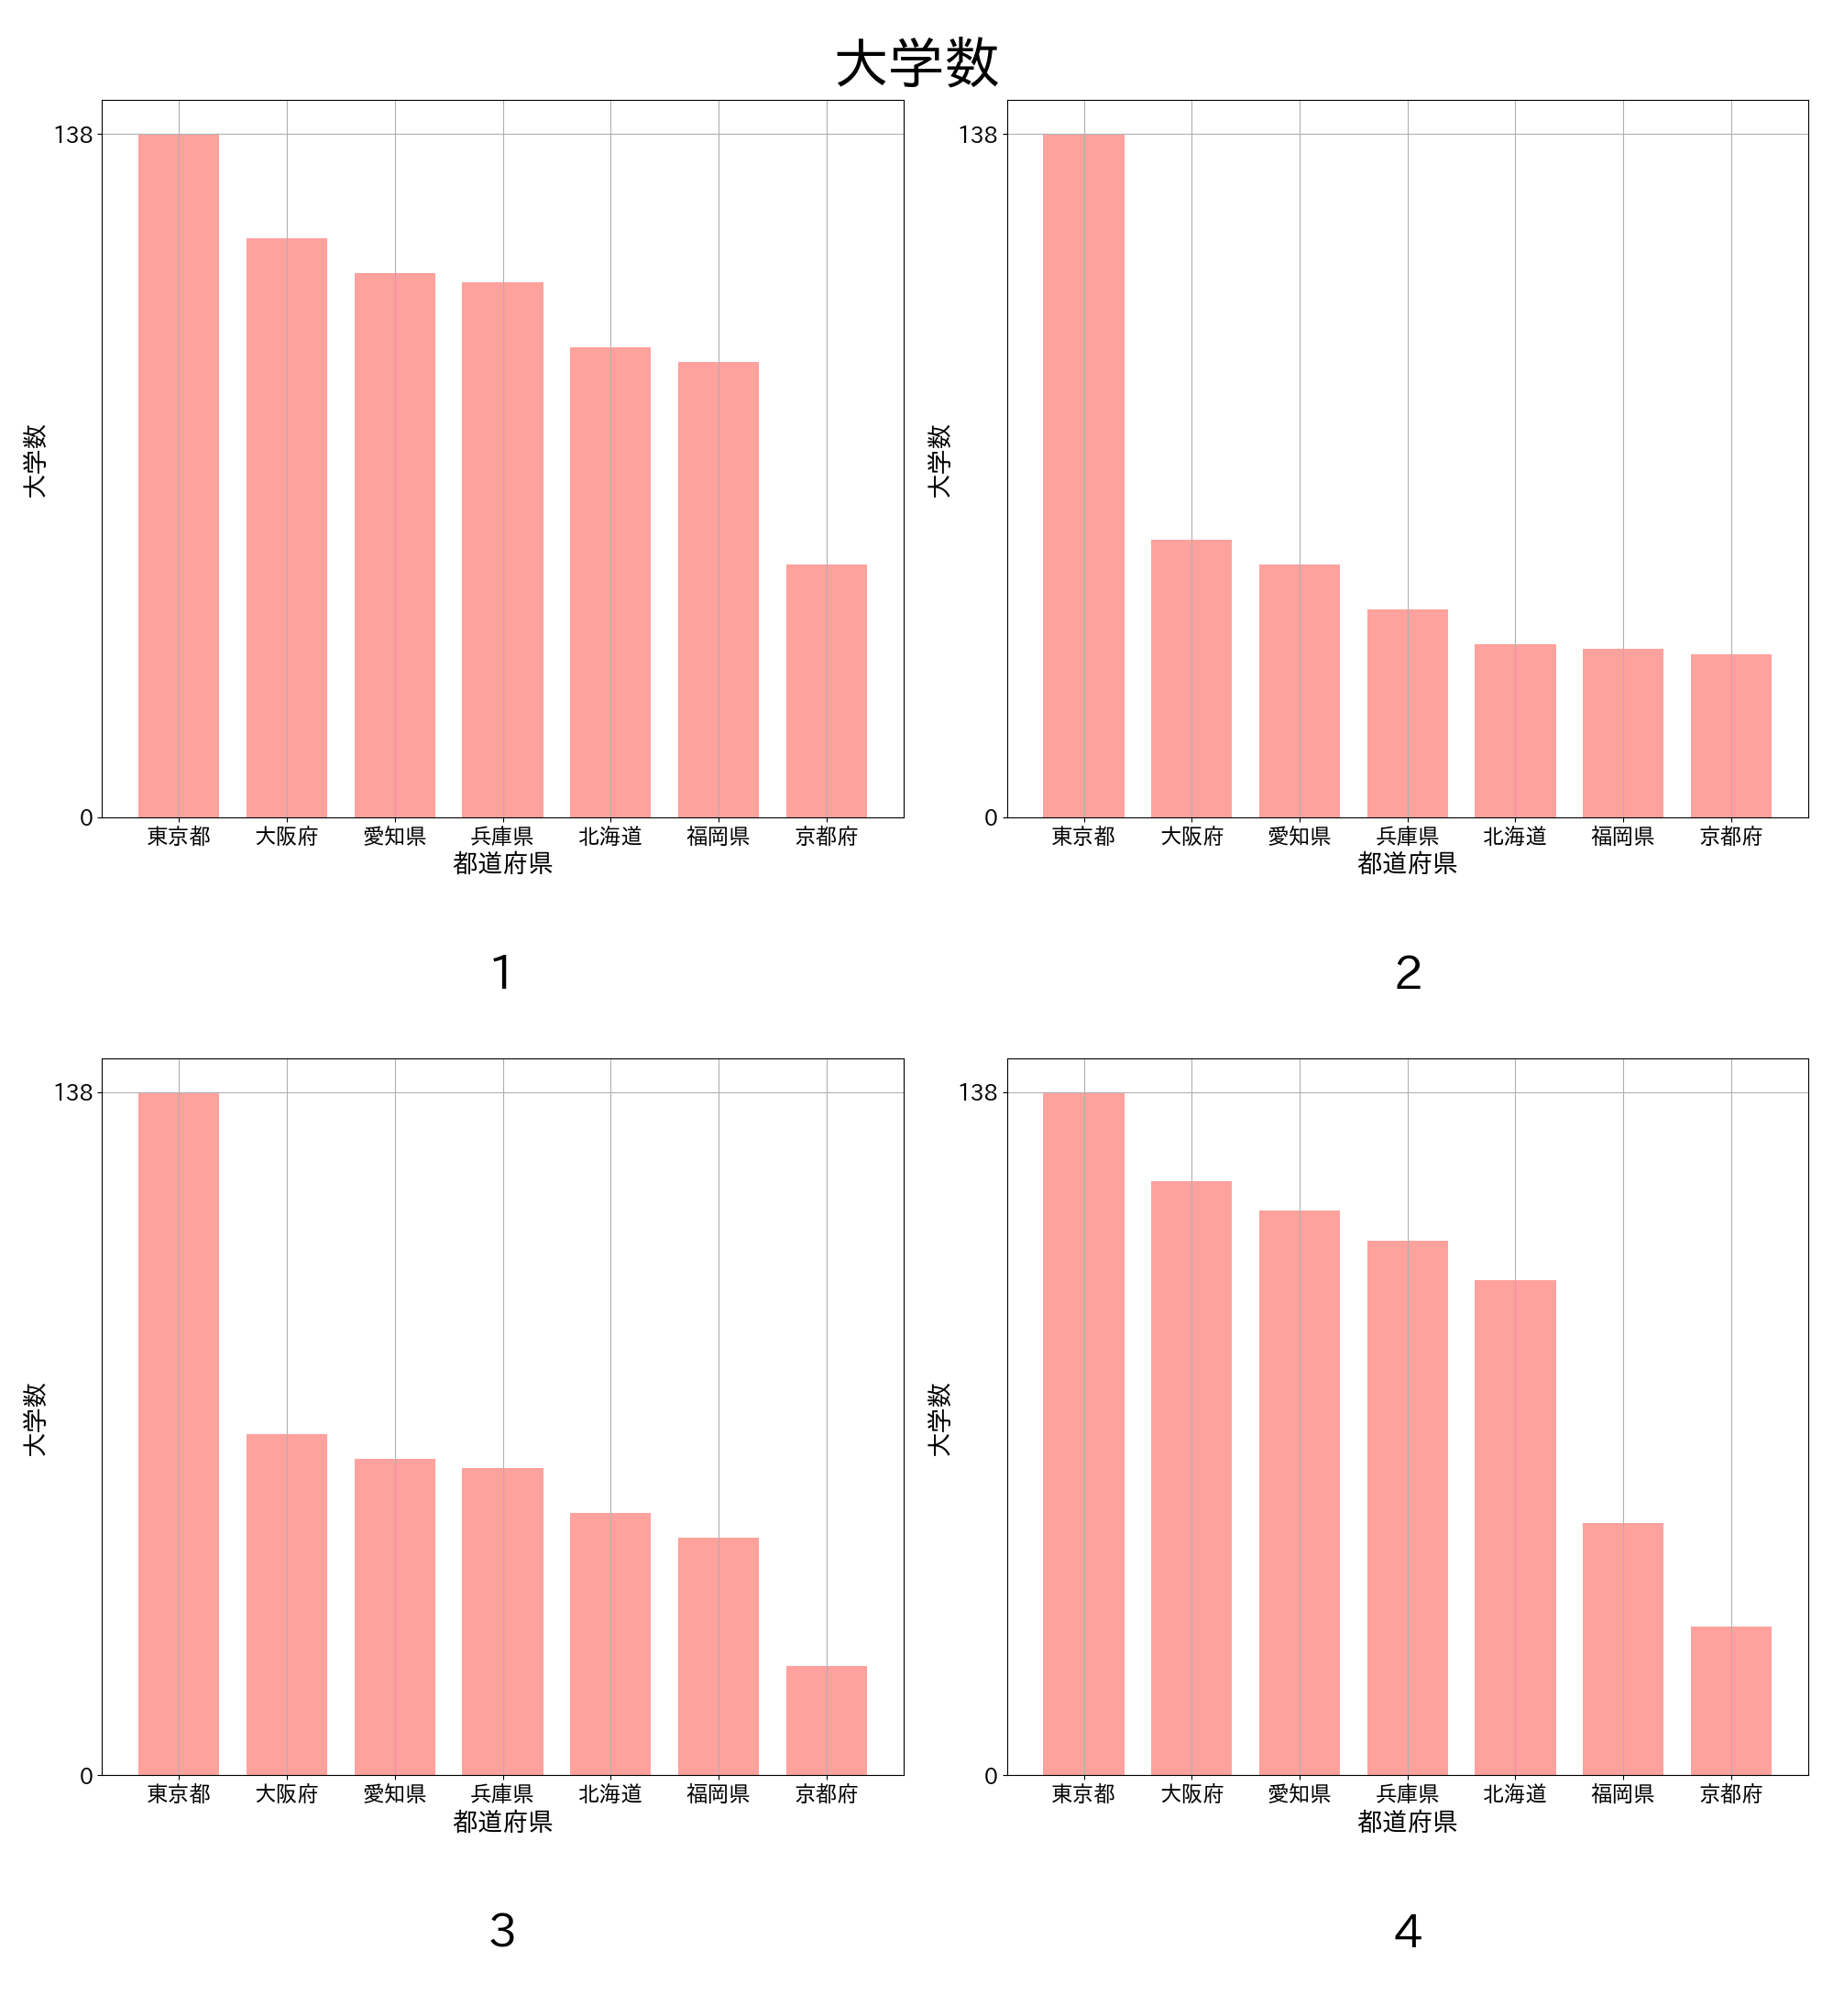 大学数
138
0
大学数
東京都 大阪府 愛知県 兵庫県 北海道 福岡県 京都府
都道府県
1
138
0
大学数
東京都 大阪府 愛知県 兵庫県 北海道 福岡県 京都府
都道府県
2
138
0
大学数
東京都 大阪府 愛知県 兵庫県 北海道 福岡県 京都府
都道府県
3
138
0
大学数
東京都 大阪府 愛知県 兵庫県 北海道 福岡県 京都府
都道府県
4